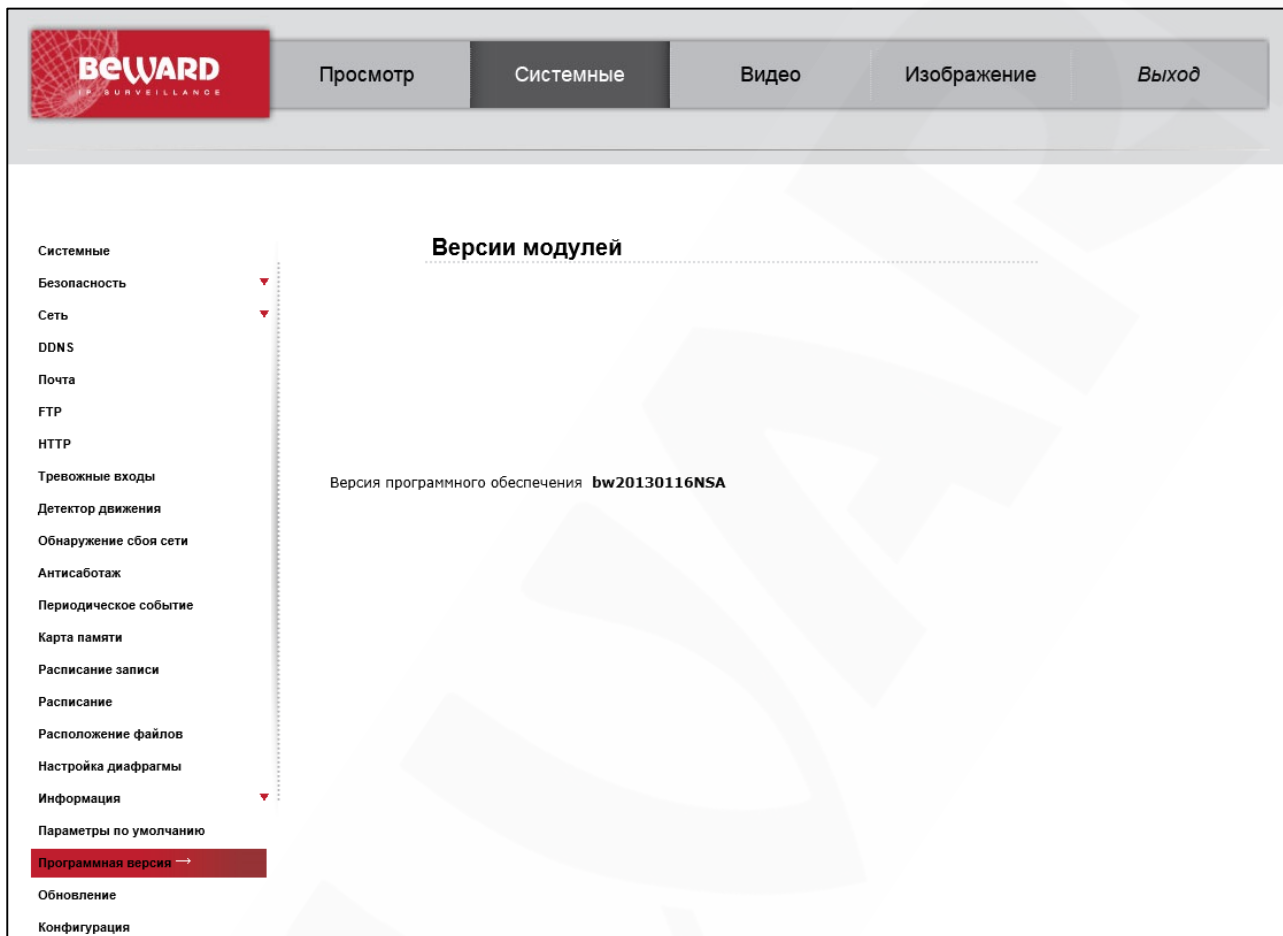 BEWARD
IP SURVEILLANCE
Просмотр
Системные
Видео
Изображение
Выход
Версии модулей
Системные
Безопасность
Сеть
DDNS
Почта
FTP
HTTP
Тревожные входы
Версия программного обеспечения bw20130116NSA
Детектор движения
Обнаружение сбоя сети
Антисаботаж
Периодическое событие
Карта памяти
Расписание записи
Расписание
Расположение файлов
Настройка диафрагмы
Информация
Параметры по умолчанию
Программная версия →
Обновление
Конфигурация